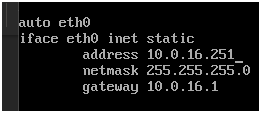 auto eth0
iface eth0 inet static
address 10.0.16.251_
netmask 255.255.255.0
gateway 10.0.16.1